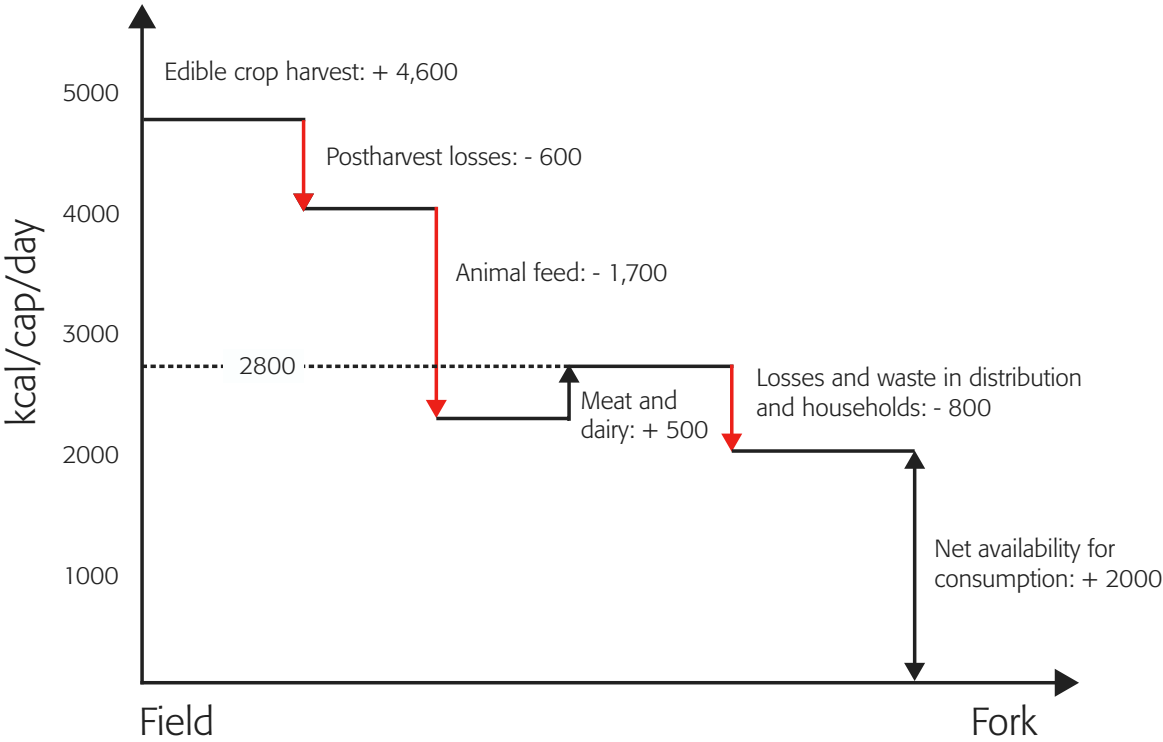 Edible crop harvest: + 4,600
5000
Postharvest losses: - 600
4000
Animal feed: - 1,700
kcal/cap/day
3000
2800
Losses and waste in distribution
and households: - 800
Meat and
dairy: + 500
2000
Net availability for
consumption: + 2000
1000
Field
Fork